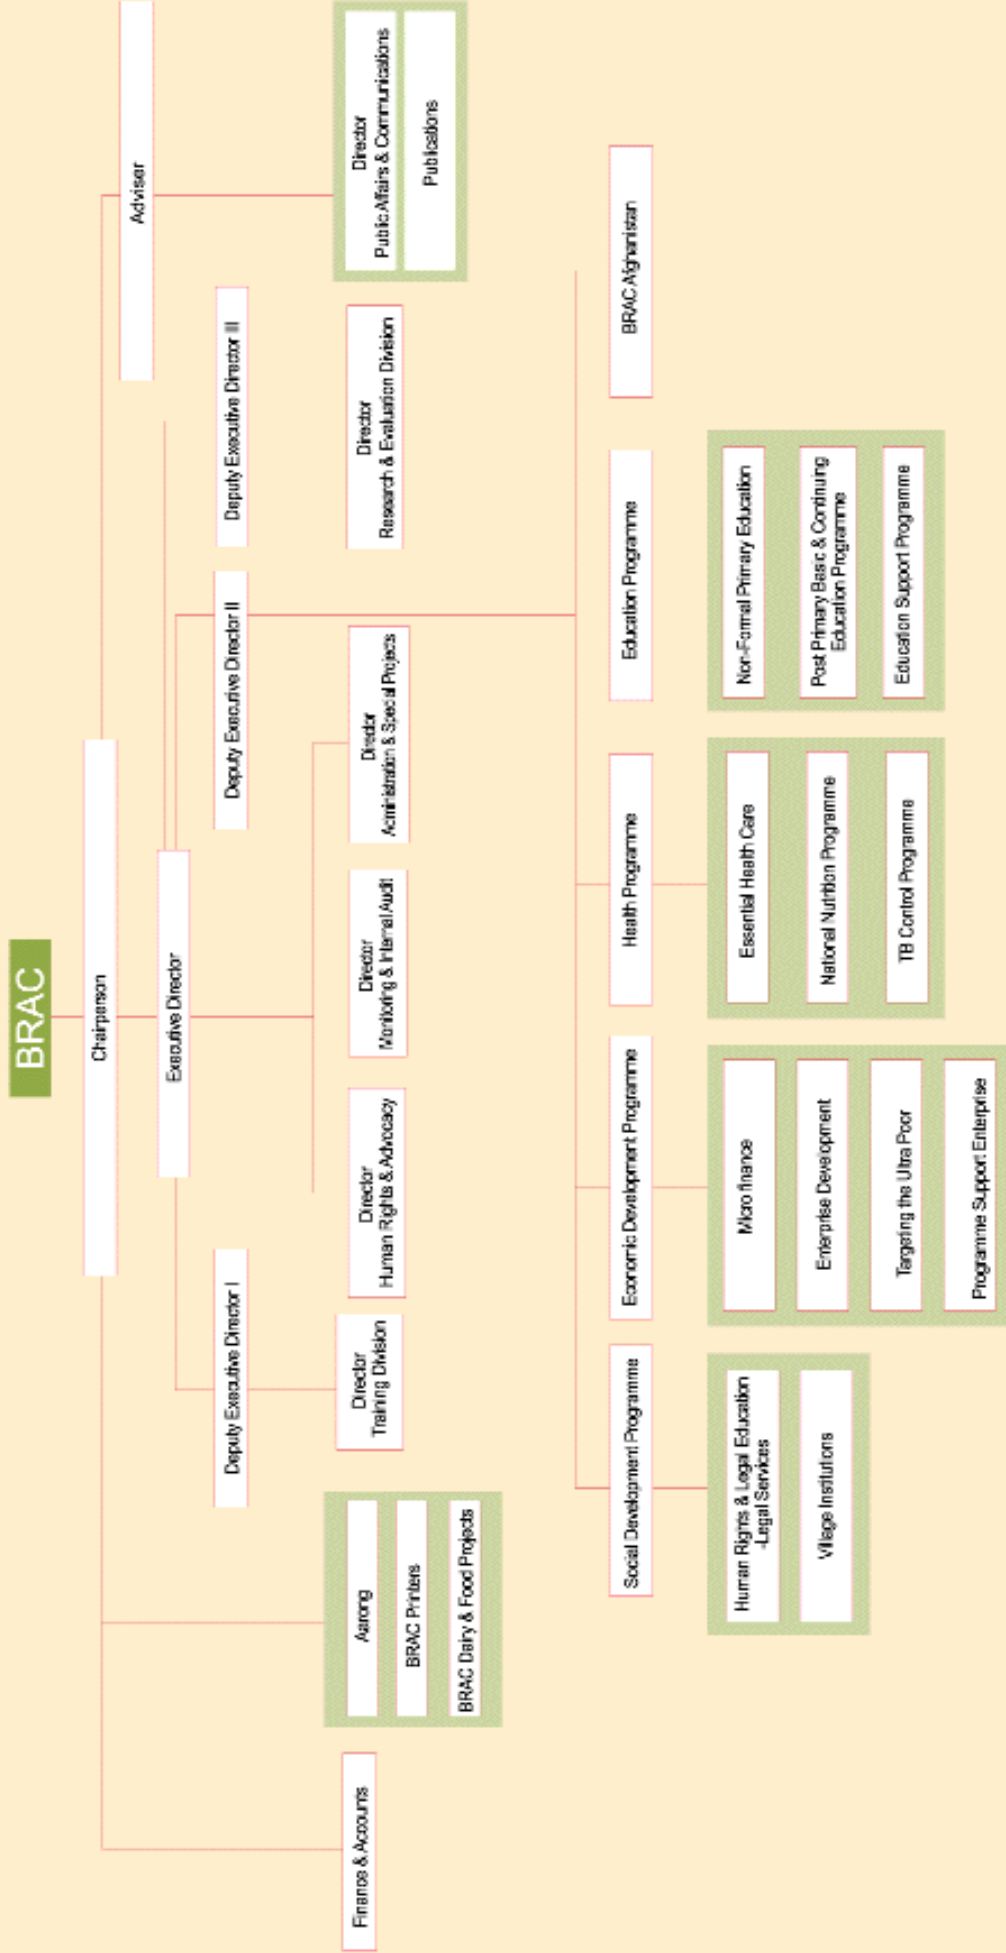 BRAC
Chairperson
Adviser
Executive Director
Deputy Executive Director I
Deputy Executive Director II
Deputy Executive Director III
Finance & Accounts
Aarong
BRAC Printers
BRAC Dairy & Food Projects
Director
Training Division
Director
Human Rights & Advocacy
Director
Monitoring & Internal Audit
Director
Administration & Special Projects
Director
Research & Evaluation Division
Director
Public Affairs & Communications
Publications
Social Development Programme
Economic Development Programme
Health Programme
Education Programme
BRAC Afghanistan
Human Rights & Legal Education
-Legal Services
Village Institutions
Micro finance
Enterprise Development
Targeting the Ultra Poor
Programme Support Enterprise
Essential Health Care
National Nutrition Programme
TB Control Programme
Non-Formal Primary Education
Post Primary Basic & Continuing
Education Programme
Education Support Programme